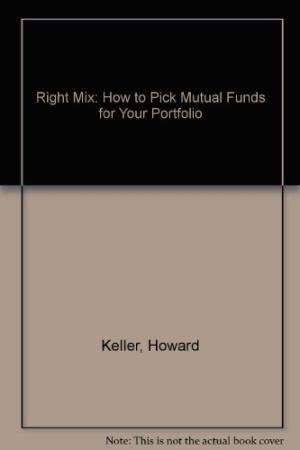 Right Mix: How to Pick Mutual Funds
for Your Portfolio
Keller, Howard
Note: This is not the actual book cover